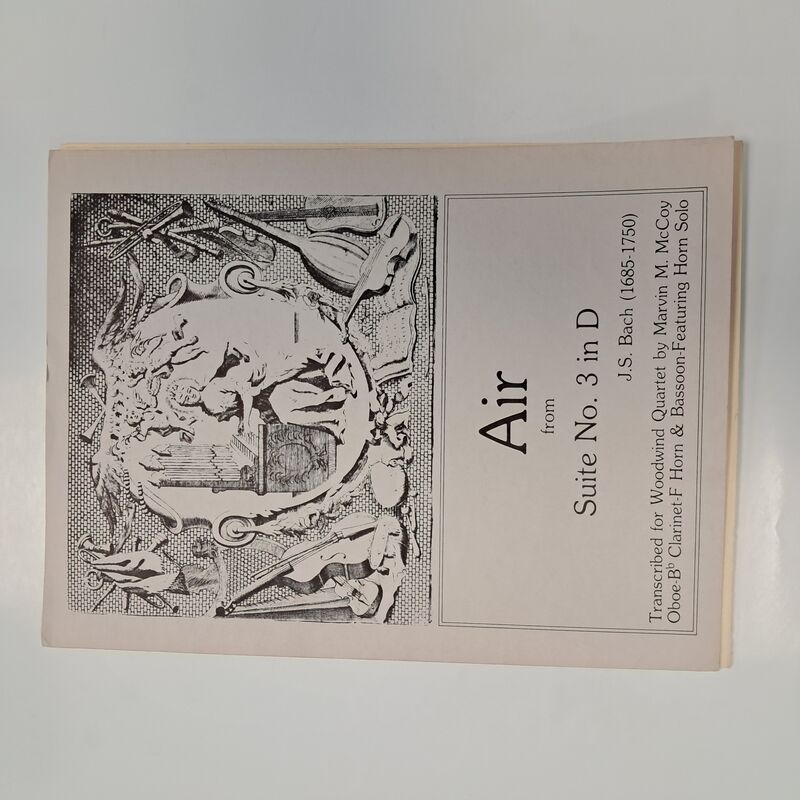 Air
from
Suite No. 3 in D
J.S. Bach (1685-1750)
Transcribed for Woodwind Quartet by Marvin M. McCoy
Oboe-B♭ Clarinet-F Horn & Bassoon-Featuring Horn Solo